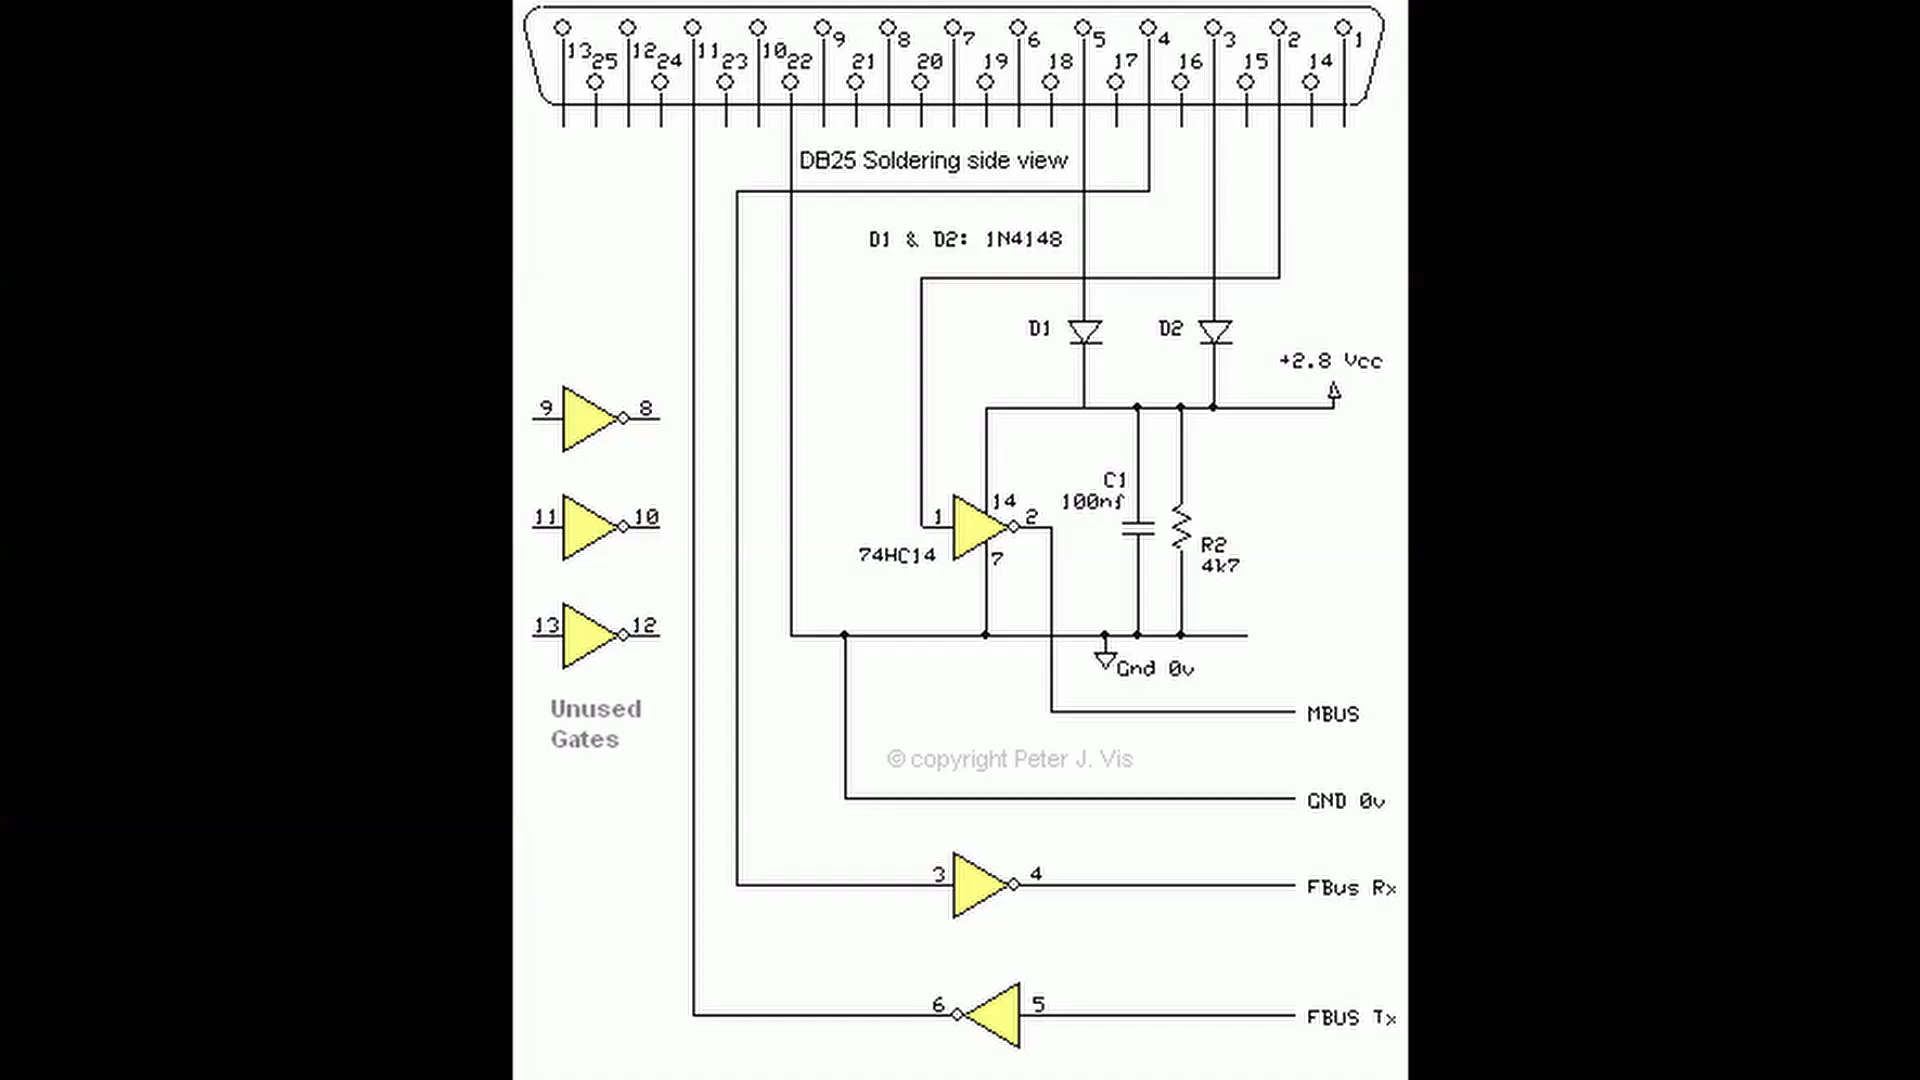 13 12 11 10 9 8 7 6 5 4 3 2 1
25 24 23 22 21 20 19 18 17 16 15 14
DB25 Soldering side view
D1 & D2: 1N4148
D1 D2
+2.8 Vcc
9 8
C1
100nf
11 10
1 14 2
74HC14 7
R2
4k7
13 12
Gnd 0v
Unused
Gates
MBUS
© copyright Peter J. Vis
GND 0v
3 4 FBus Rx
6 5 FBUS Tx